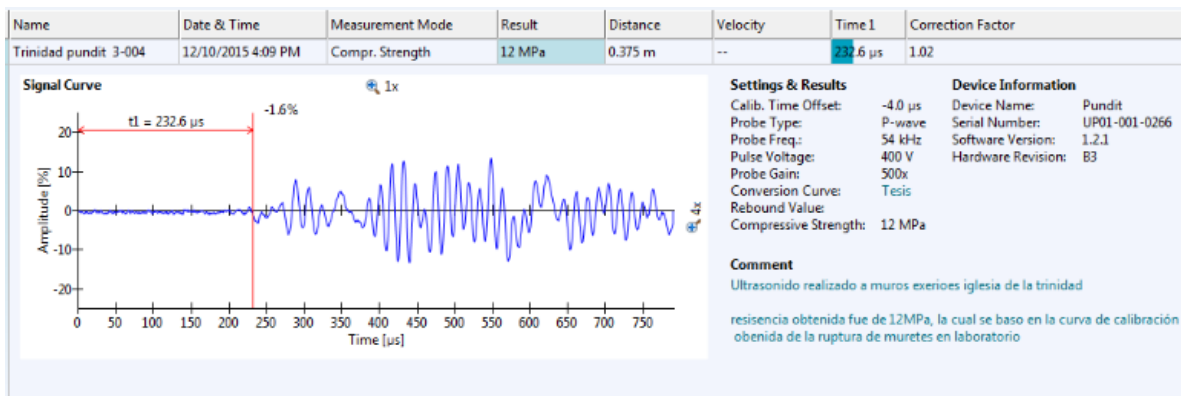 Name Date & Time Measurement Mode Result Distance Velocity Time 1 Correction Factor
Trinidad pundit 3-004 12/10/2015 4:09 PM Compr. Strength 12 MPa 0.375 m -- 232.6 µs 1.02
Signal Curve
1x
-1.6%
t1 = 232.6 µs
20
10
0
-10
-20
Amplitude [%]
4x
0 50 100 150 200 250 300 350 400 450 500 550 600 650 700 750
Time [µs]
Settings & Results
Calib. Time Offset: -4.0 µs
Probe Type: P-wave
Probe Freq.: 54 kHz
Pulse Voltage: 400 V
Probe Gain: 500x
Conversion Curve: Tesis
Rebound Value:
Compressive Strength: 12 MPa
Device Information
Device Name: Pundit
Serial Number: UP01-001-0266
Software Version: 1.2.1
Hardware Revision: B3
Comment
Ultrasonido realizado a muros exerioes iglesia de la trinidad
resisencia obtenida fue de 12MPa, la cual se baso en la curva de calibración
obenida de la ruptura de muretes en laboratorio